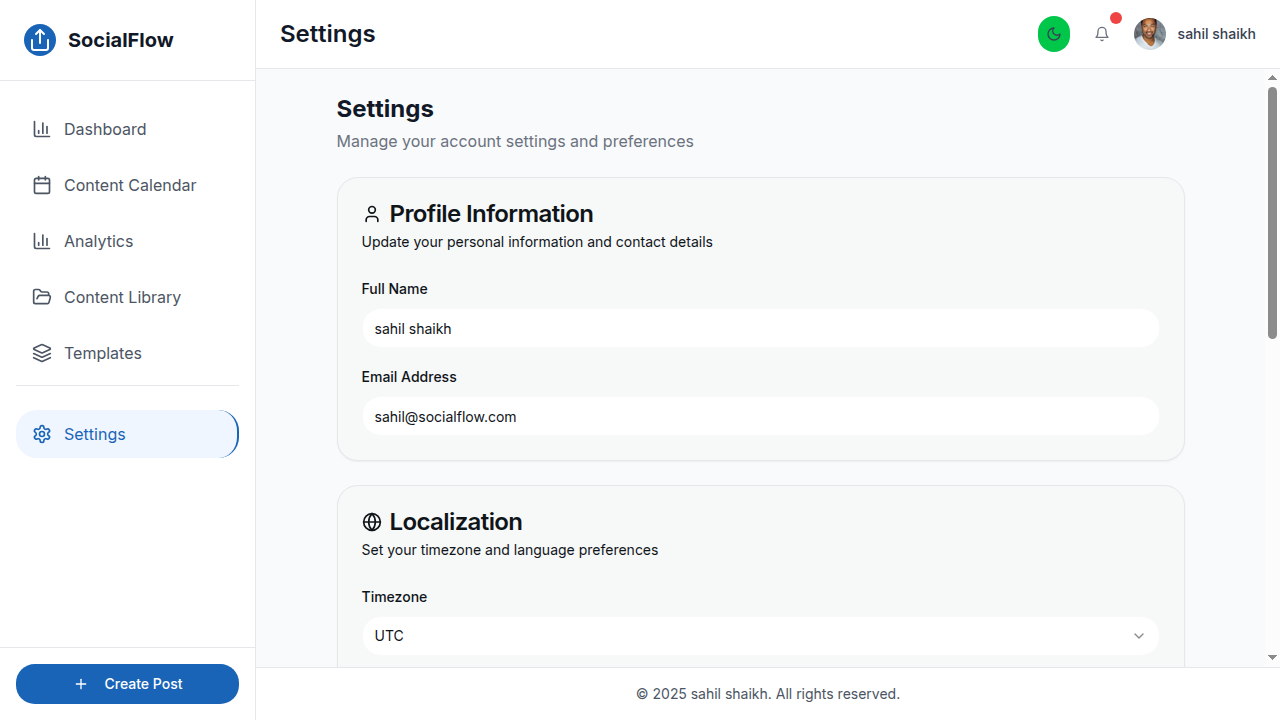 SocialFlow
Dashboard
Content Calendar
Analytics
Content Library
Templates
Settings
Create Post
Settings
sahil shaikh
Settings
Manage your account settings and preferences
Profile Information
Update your personal information and contact details
Full Name
sahil shaikh
Email Address
sahil@socialflow.com
Localization
Set your timezone and language preferences
Timezone
UTC
© 2025 sahil shaikh. All rights reserved.